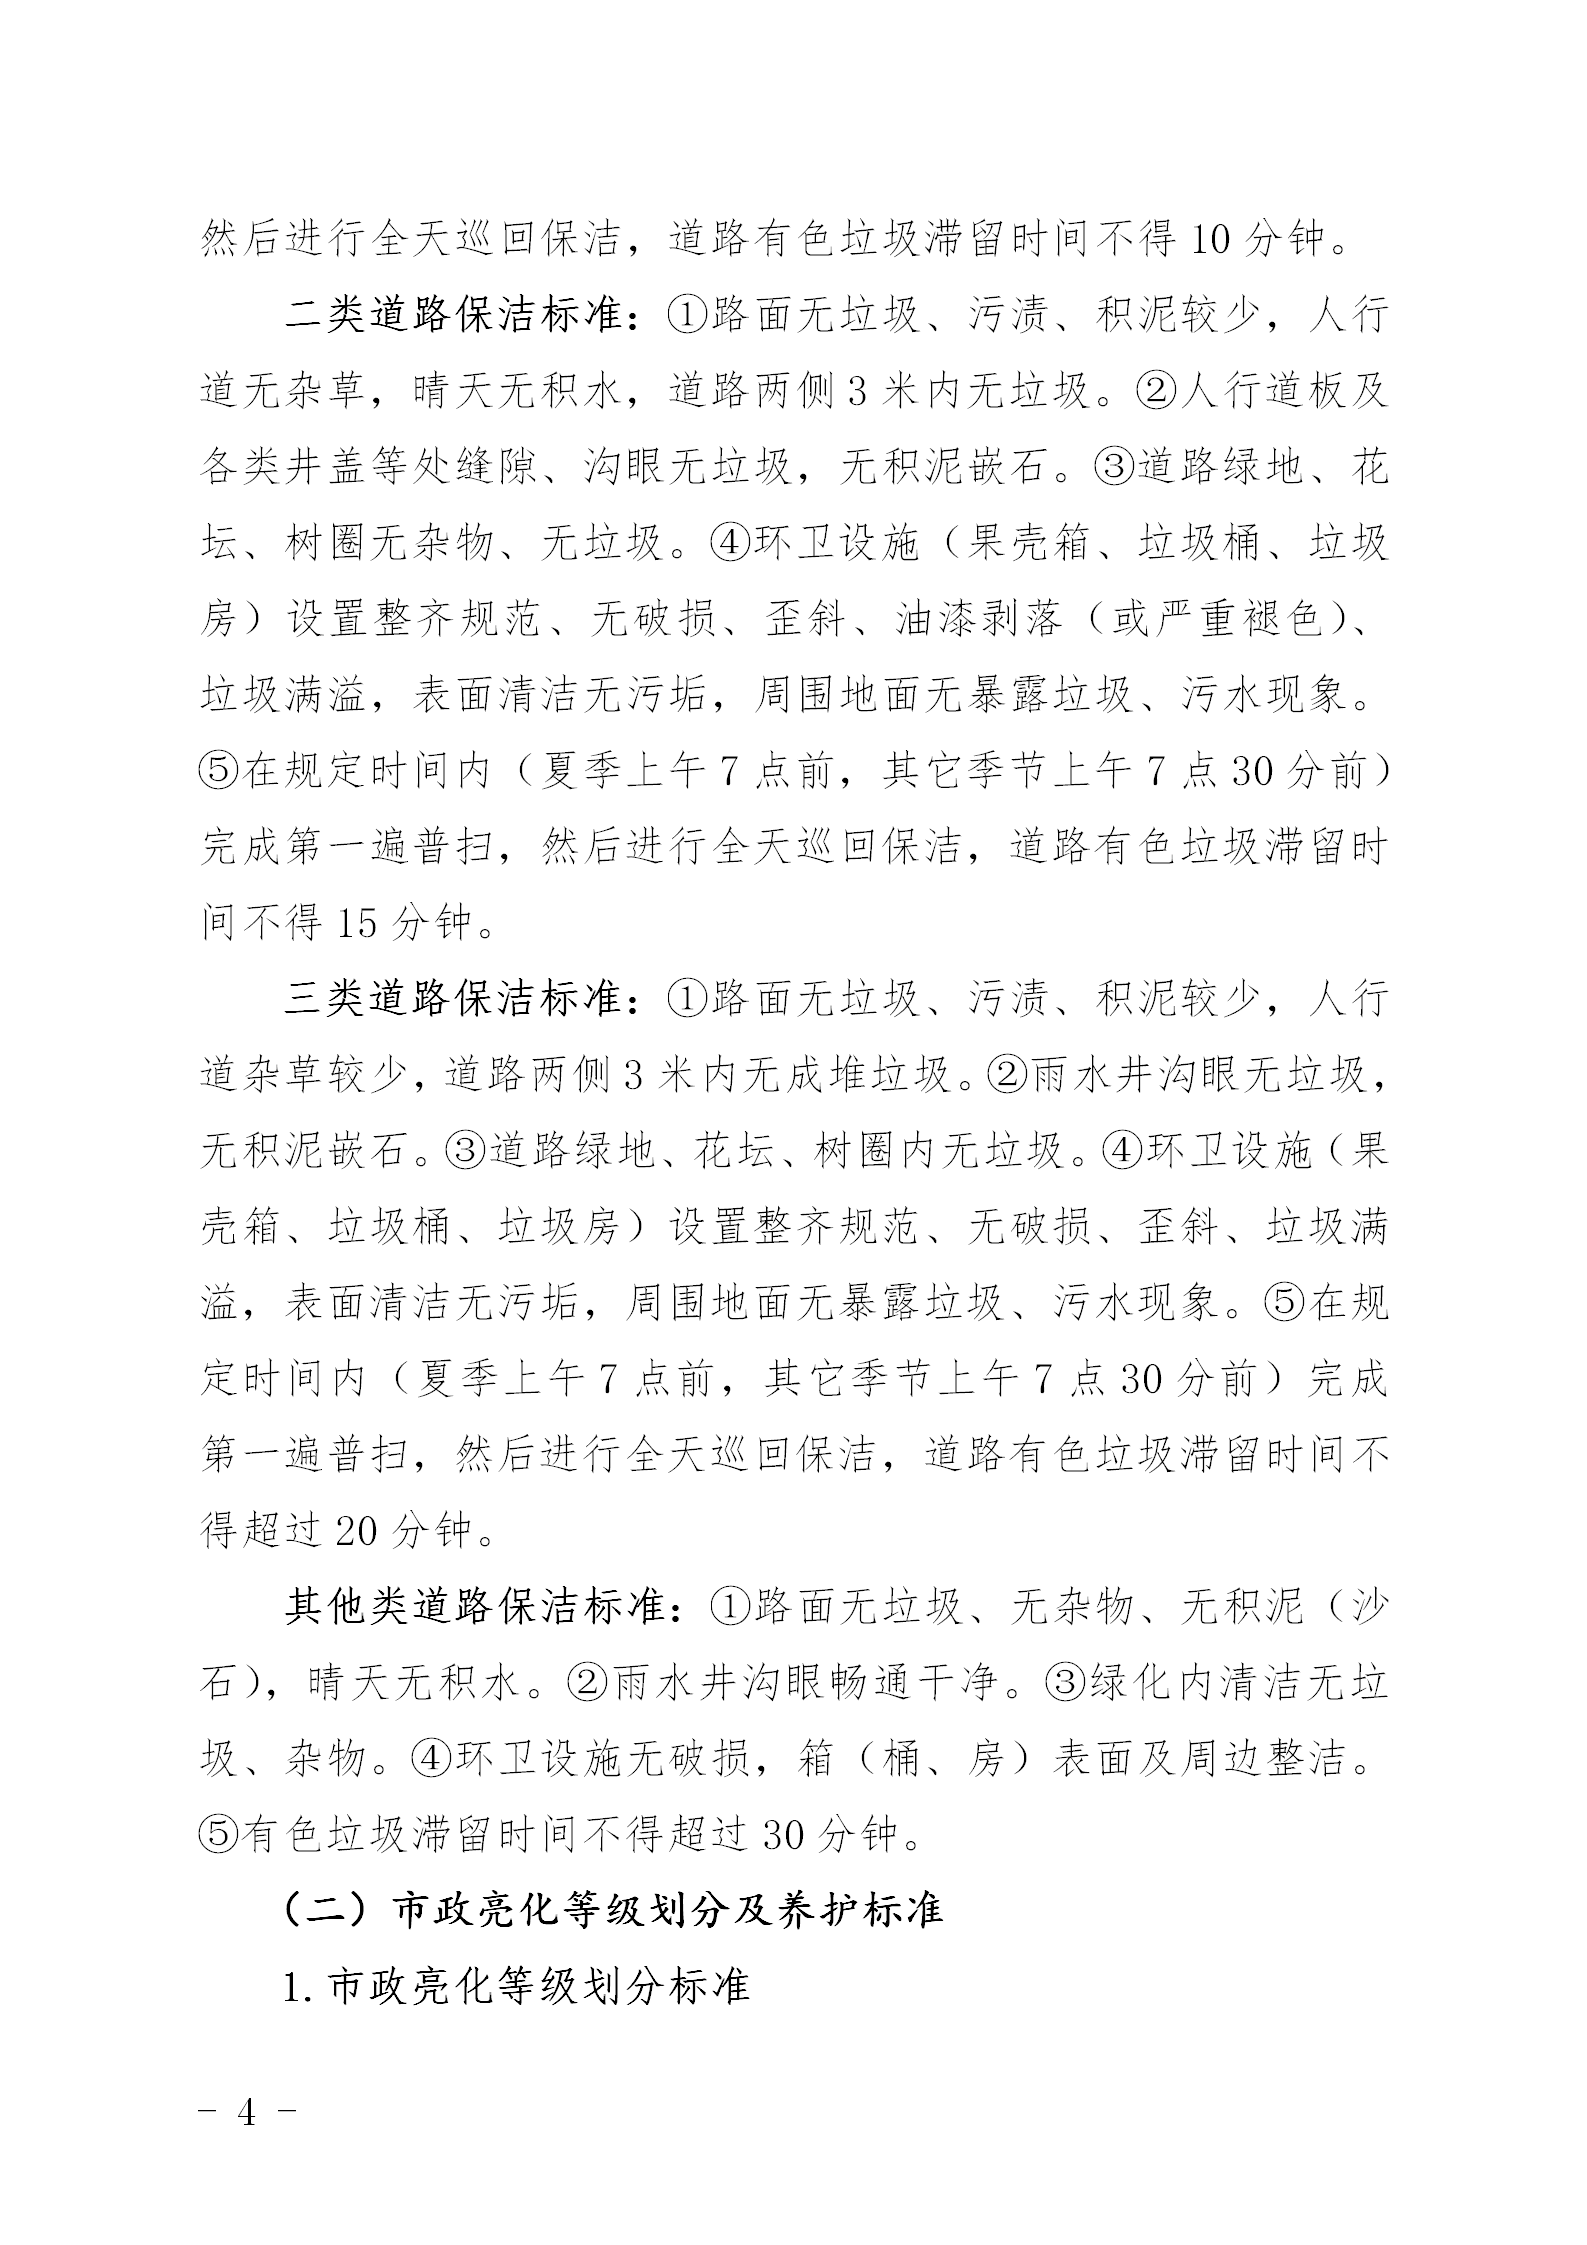 然后进行全天巡回保洁，道路有色垃圾滞留时间不得 10 分钟。
二类道路保洁标准：①路面无垃圾、污渍、积泥较少，人行
道无杂草，晴天无积水，道路两侧 3 米内无垃圾。②人行道板及
各类井盖等处缝隙、沟眼无垃圾，无积泥嵌石。③道路绿地、花
坛、树圈无杂物、无垃圾。④环卫设施（果壳箱、垃圾桶、垃圾
房）设置整齐规范、无破损、歪斜、油漆剥落（或严重褪色）、
垃圾满溢，表面清洁无污垢，周围地面无暴露垃圾、污水现象。
⑤在规定时间内（夏季上午 7 点前，其它季节上午 7 点 30 分前）
完成第一遍普扫，然后进行全天巡回保洁，道路有色垃圾滞留时
间不得 15 分钟。
三类道路保洁标准：①路面无垃圾、污渍、积泥较少，人行
道杂草较少，道路两侧 3 米内无成堆垃圾。②雨水井沟眼无垃圾，
无积泥嵌石。③道路绿地、花坛、树圈内无垃圾。④环卫设施（果
壳箱、垃圾桶、垃圾房）设置整齐规范、无破损、歪斜、垃圾满
溢，表面清洁无污垢，周围地面无暴露垃圾、污水现象。⑤在规
定时间内（夏季上午 7 点前，其它季节上午 7 点 30 分前）完成
第一遍普扫，然后进行全天巡回保洁，道路有色垃圾滞留时间不
得超过 20 分钟。
其他类道路保洁标准：①路面无垃圾、无杂物、无积泥（沙
石），晴天无积水。②雨水井沟眼畅通干净。③绿化内清洁无垃
圾、杂物。④环卫设施无破损，箱（桶、房）表面及周边整洁。
⑤有色垃圾滞留时间不得超过 30 分钟。
（二）市政亮化等级划分及养护标准
1. 市政亮化等级划分标准
- 4 -